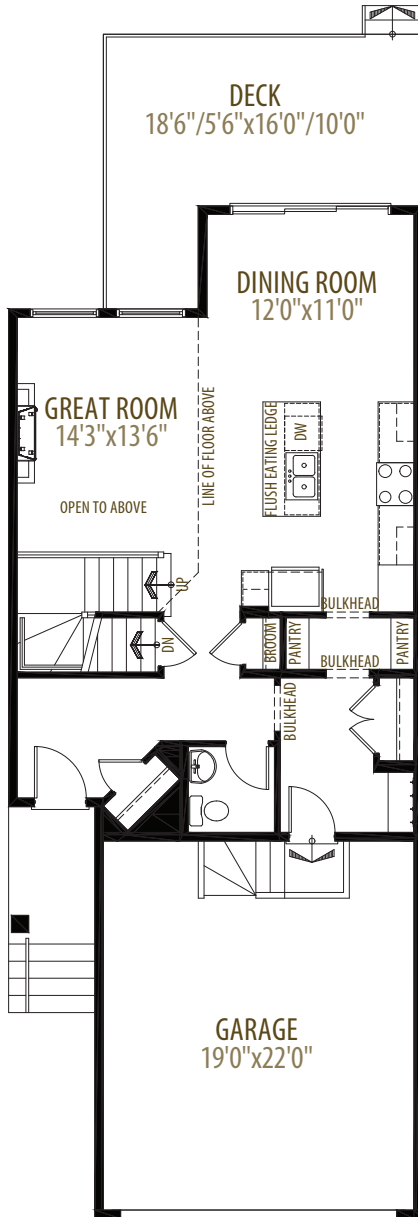 DECK
18'6"/5'6"x16'0"/10'0"
DINING ROOM
12'0"x11'0"
GREAT ROOM
14'3"x13'6"
OPEN TO ABOVE
LINE OF FLOOR ABOVE
FLUSH EATING LEDGE
DW
UP
DN
BROOM
PANTRY
BULKHEAD
BULKHEAD
PANTRY
BULKHEAD
GARAGE
19'0"x22'0"